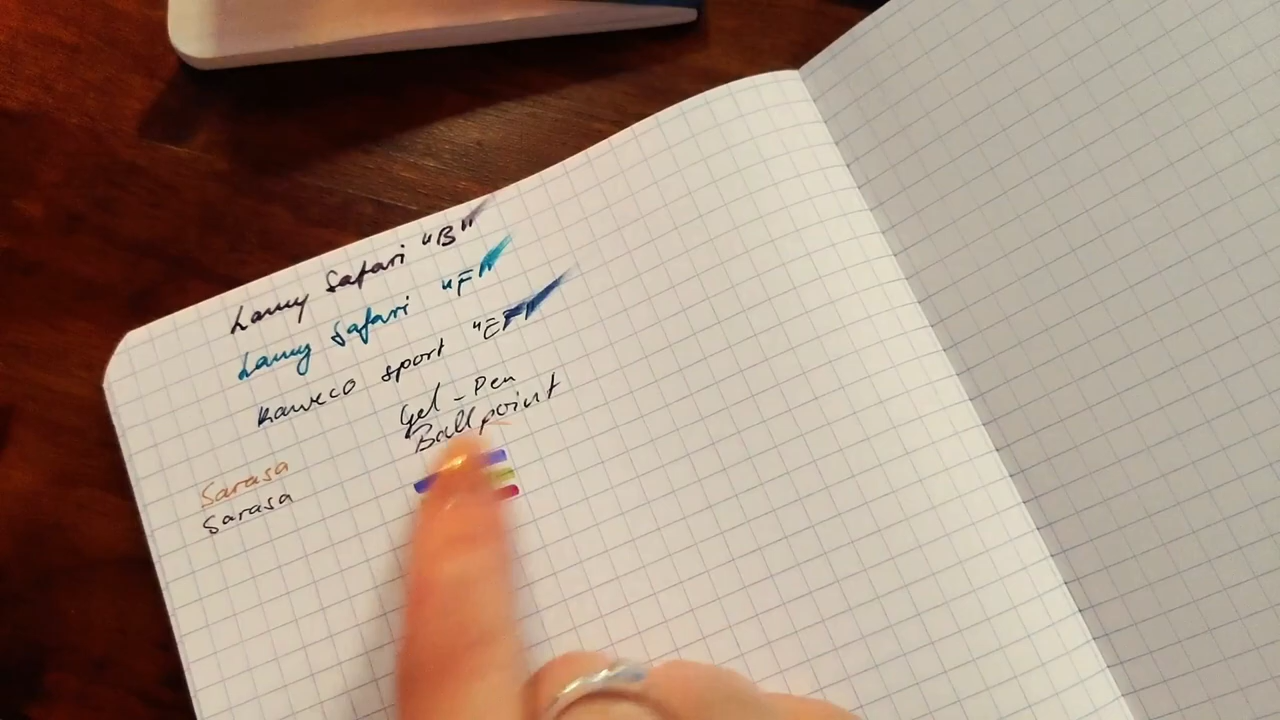 Lamy Safari "B"
Lamy Safari "F"
Kaweco sport "EF"
Gel-Pen
Ballpoint
Sarasa
Sarasa